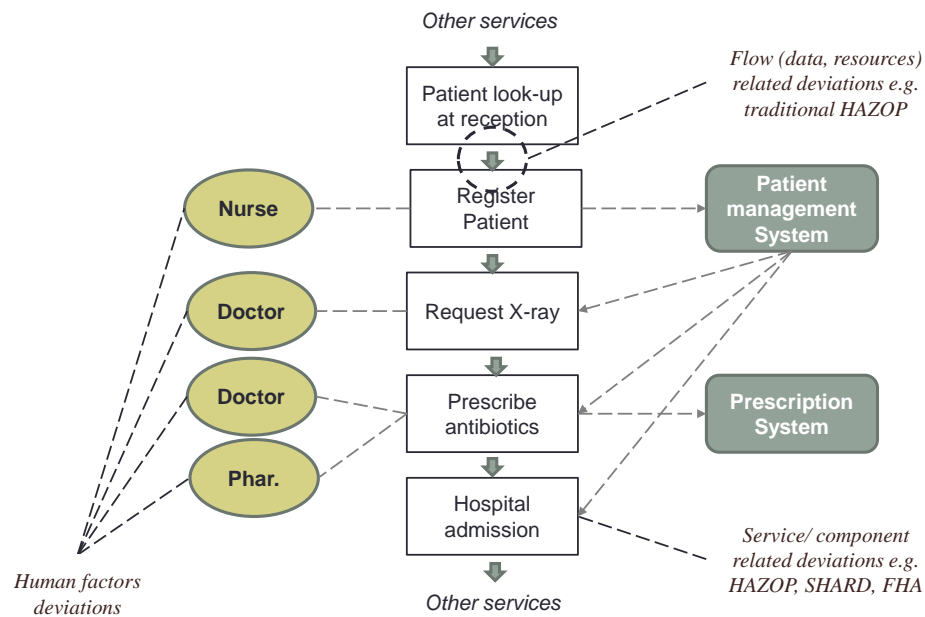 Other services
Patient look-up
at reception
Flow (data, resources)
related deviations e.g.
traditional HAZOP
Nurse
Register
Patient
Patient
management
System
Doctor
Request X-ray
Doctor
Prescribe
antibiotics
Prescription
System
Phar.
Hospital
admission
Service/ component
related deviations e.g.
HAZOP, SHARD, FHA
Human factors
deviations
Other services